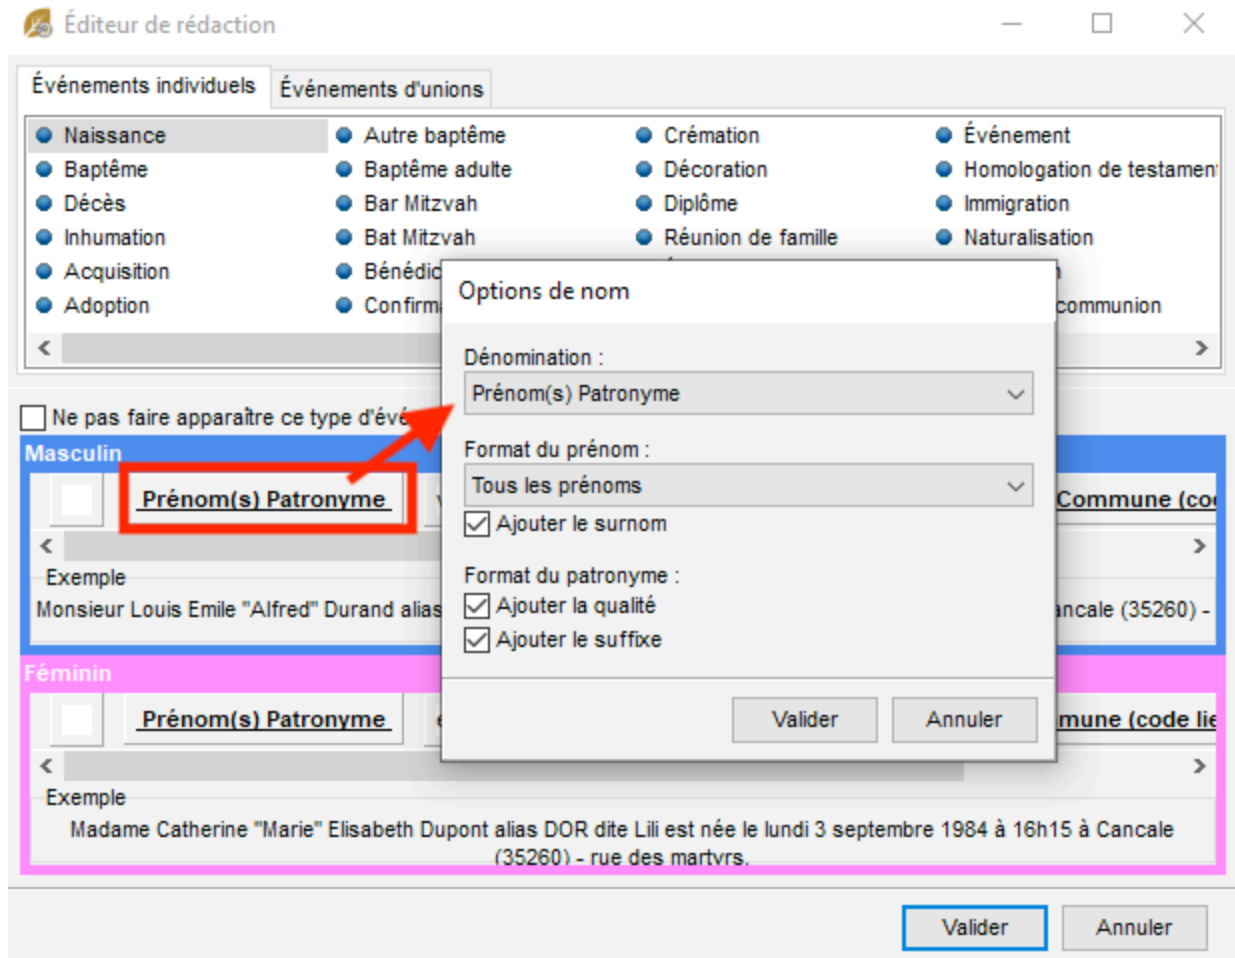 Éditeur de rédaction
Événements individuels
Événements d'unions
Naissance
Autre baptême
Crémation
Événement
Baptême
Baptême adulte
Décoration
Homologation de testament
Décès
Bar Mitzvah
Diplôme
Immigration
Inhumation
Bat Mitzvah
Réunion de famille
Naturalisation
Acquisition
Bénédic
Adoption
Confirma
communion
Options de nom
Dénomination :
Prénom(s) Patronyme
Ne pas faire apparaître ce type d'évé
Format du prénom :
Tous les prénoms
Ajouter le surnom
Format du patronyme :
Ajouter la qualité
Ajouter le suffixe
Valider
Annuler
Masculin
Prénom(s) Patronyme
Commune (cod
Exemple
Monsieur Louis Emile "Alfred" Durand alias
ancale (35260) -
Féminin
Prénom(s) Patronyme
mune (code lie
Exemple
Madame Catherine "Marie" Elisabeth Dupont alias DOR dite Lili est née le lundi 3 septembre 1984 à 16h15 à Cancale
(35260) - rue des martyrs.
Valider
Annuler